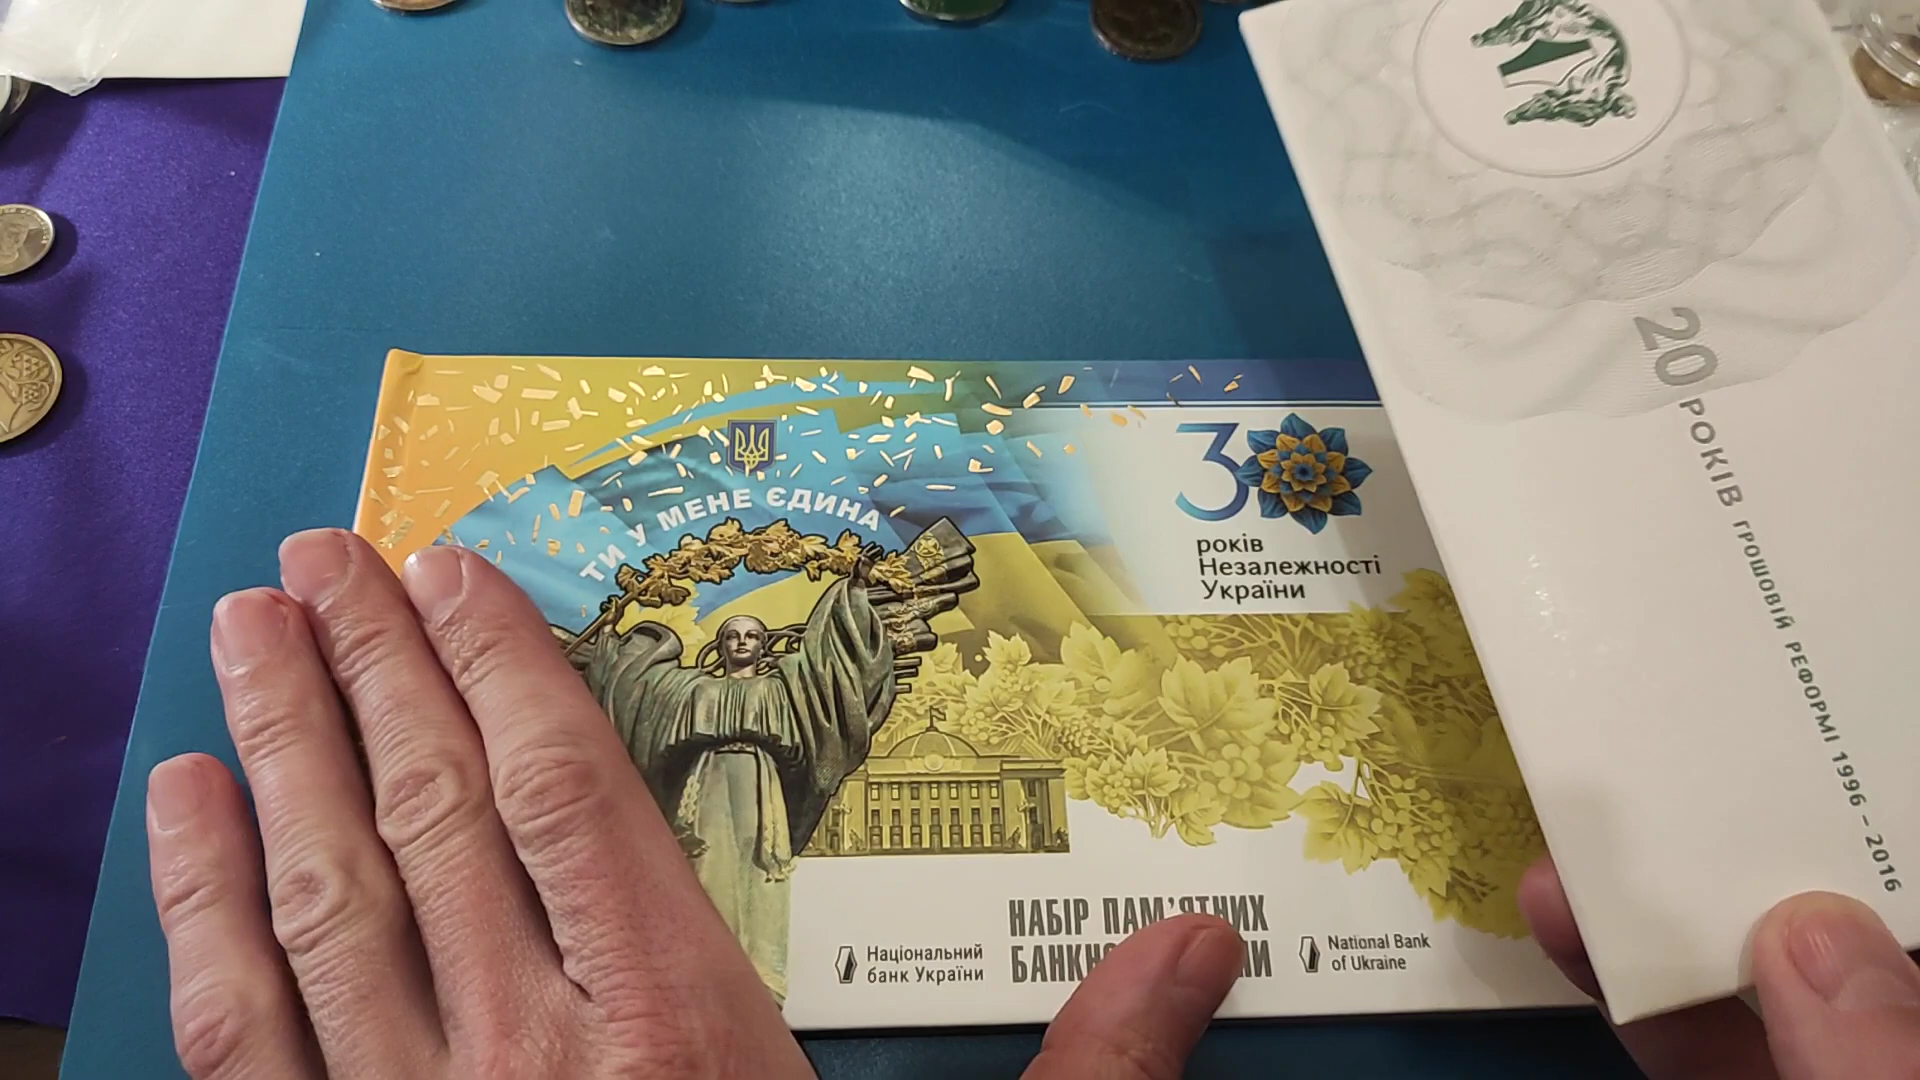 ТИ У МЕНЕ ЄДИНА
30
років
Незалежності
України
НАБІР ПАМ'ЯТНИХ
Національний
банк України
National Bank
of Ukraine
20 РОКІВ ГРОШОВІЙ РЕФОРМІ 1996 – 2016